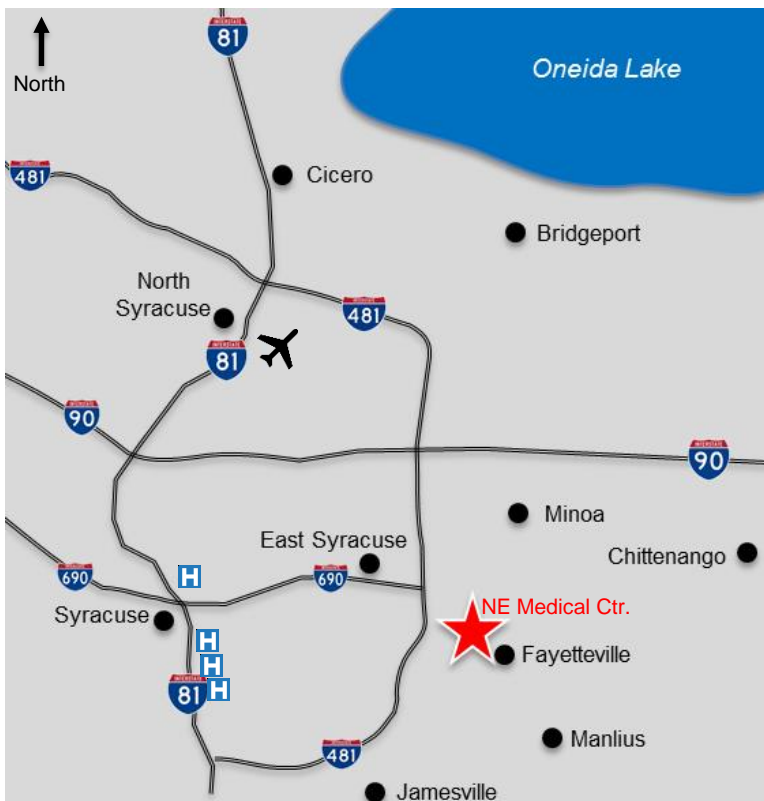 81
North
Oneida Lake
481
Cicero
Bridgeport
North
Syracuse
481
81
90
90
Minoa
East Syracuse
Chittenango
690
H
690
NE Medical Ctr.
Syracuse
H
Fayetteville
H
81
H
Manlius
481
Jamesville